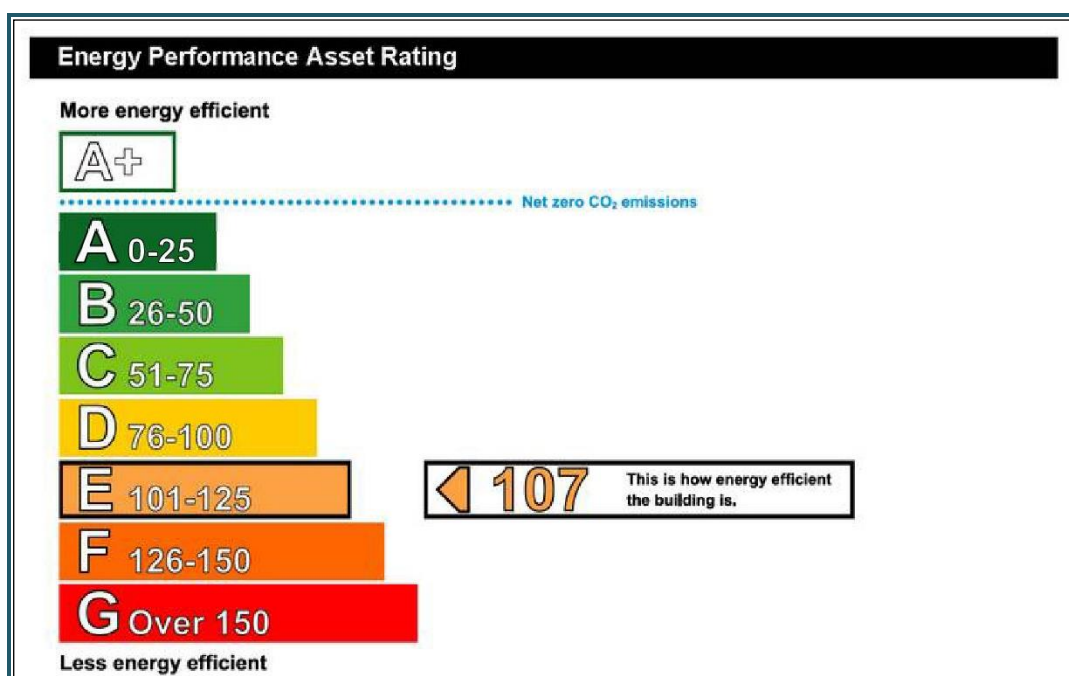 Energy Performance Asset Rating
More energy efficient
A+
Net zero CO₂ emissions
A 0-25
B 26-50
C 51-75
D 76-100
E 101-125
107
This is how energy efficient
the building is.
F 126-150
G Over 150
Less energy efficient